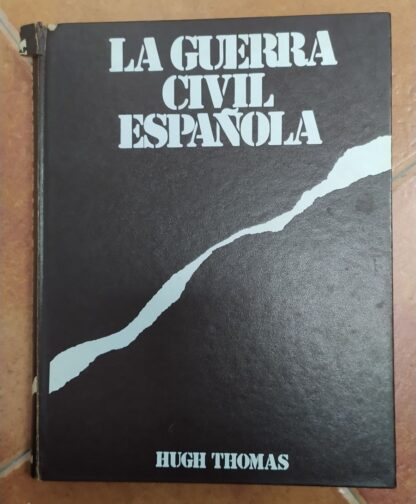 LA GUERRA
CIVIL
ESPAÑOLA
HUGH THOMAS